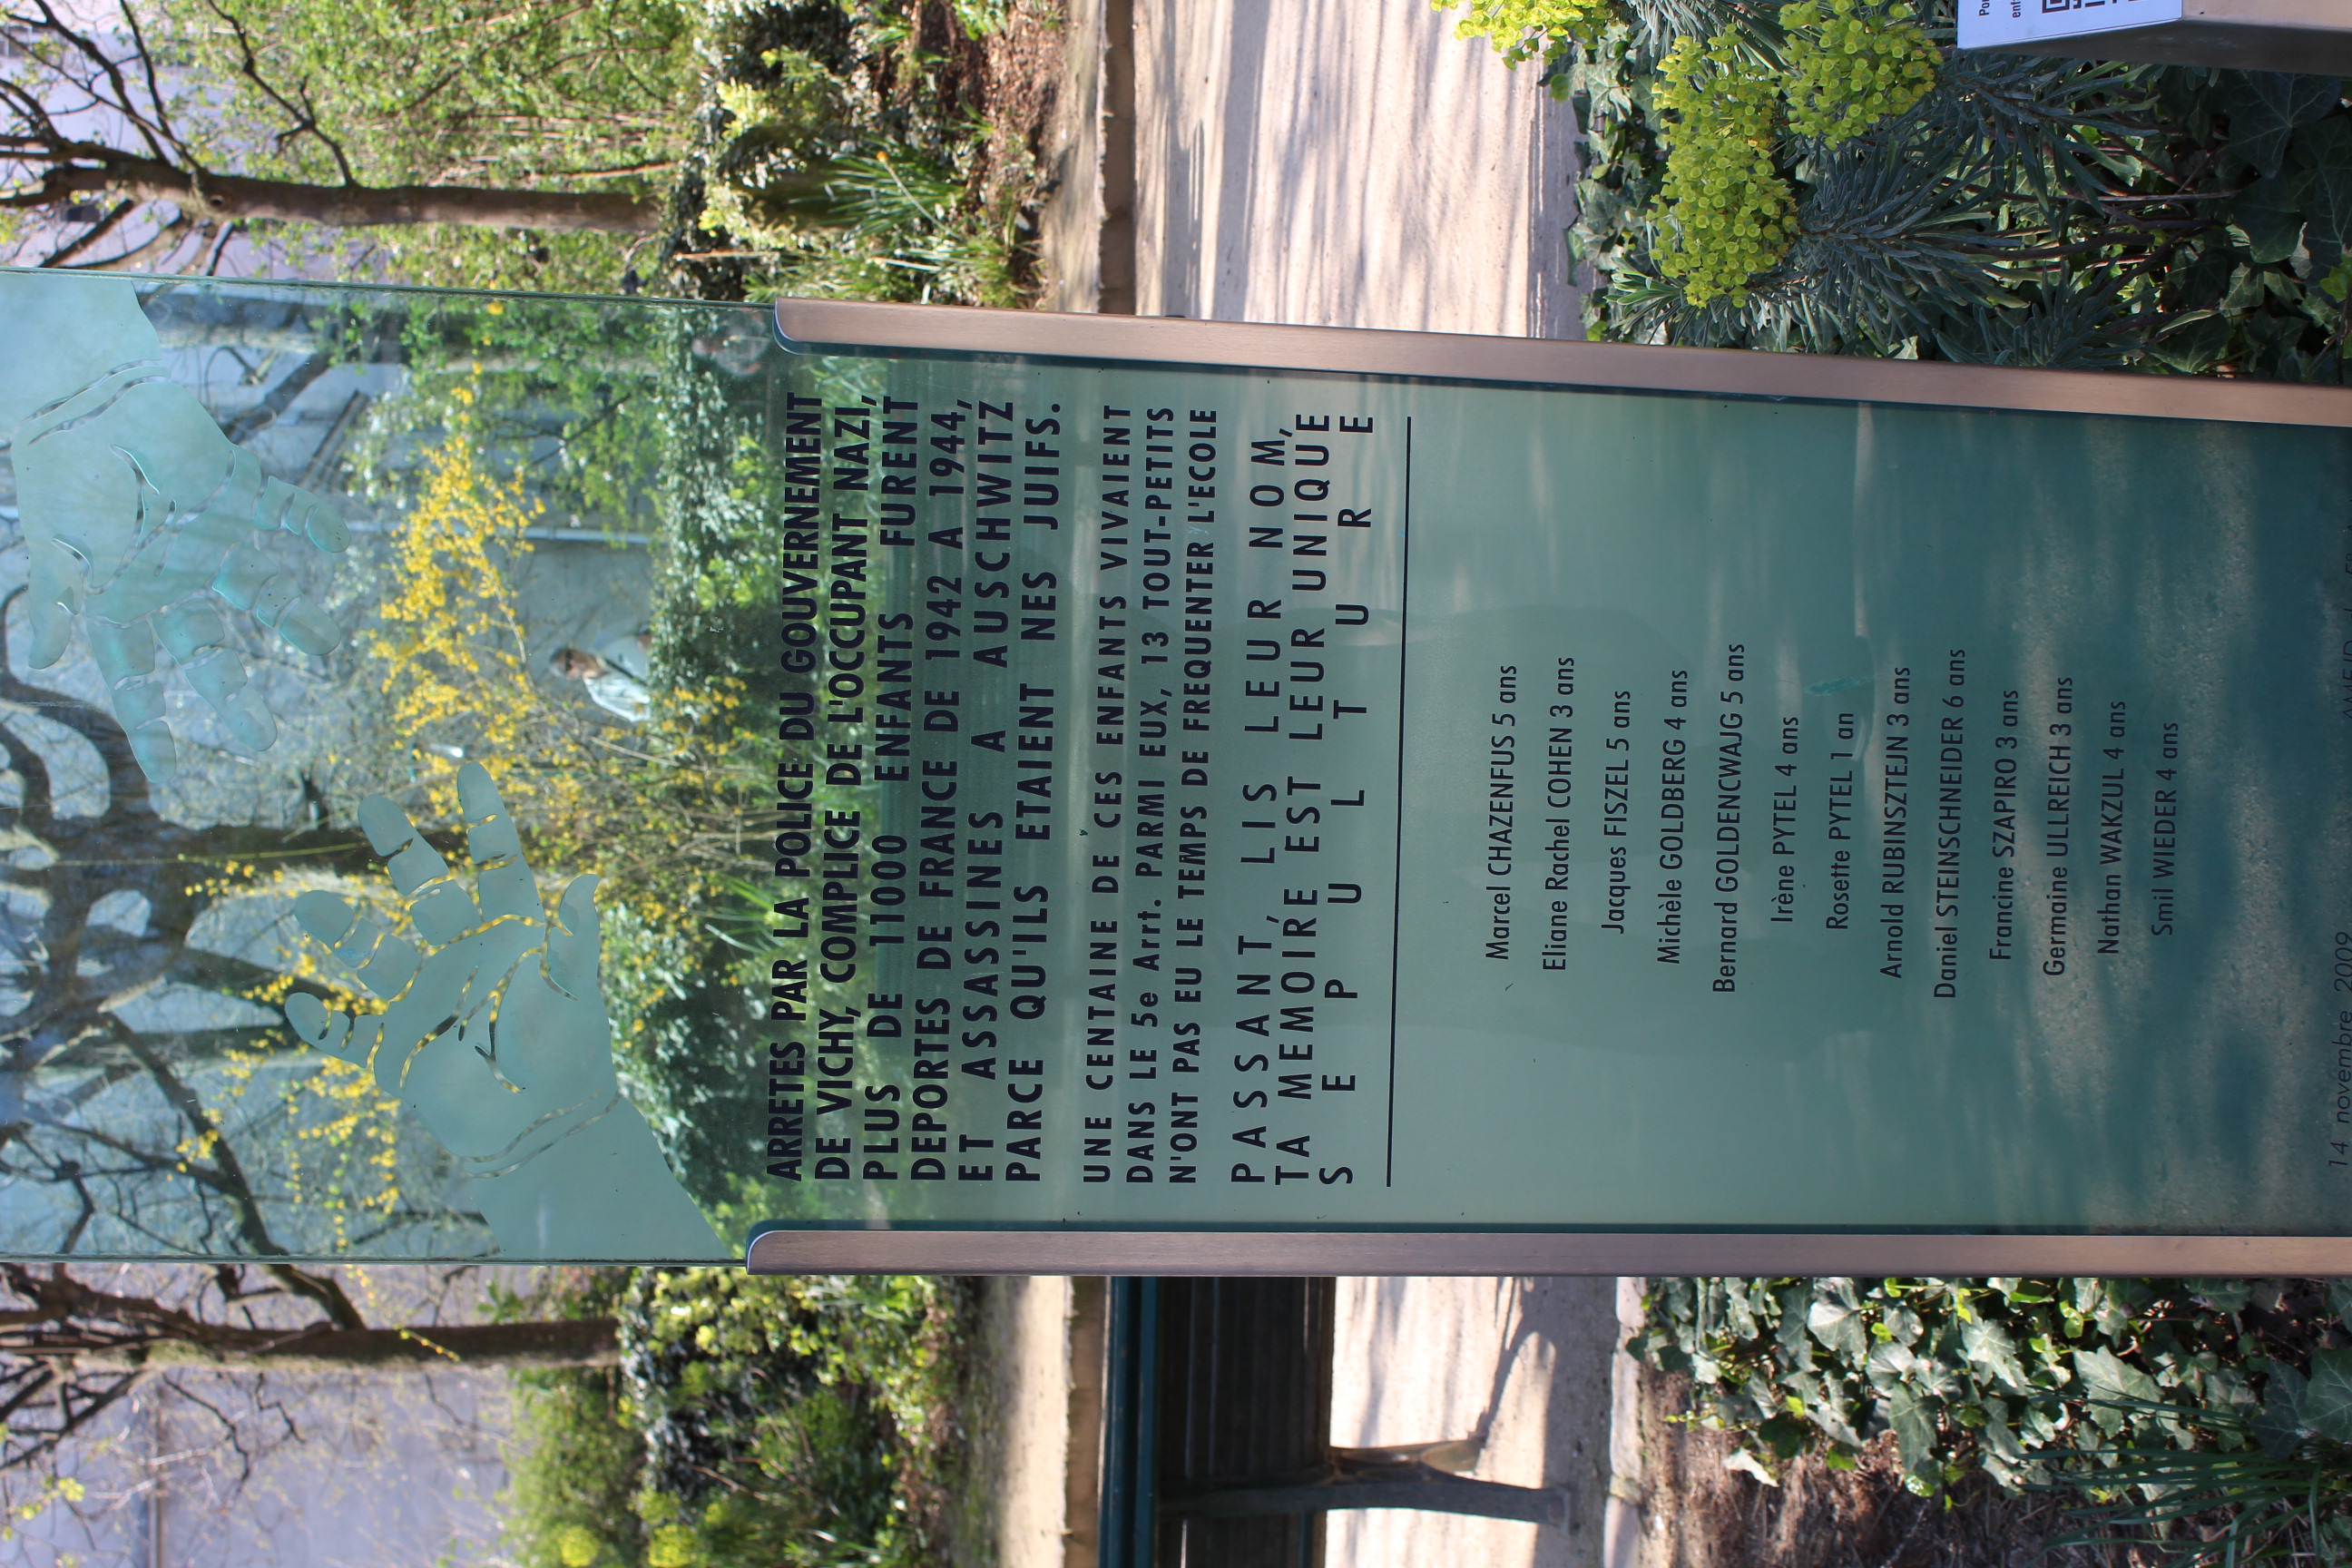 ARRETES PAR LA POLICE DU GOUVERNEMENT
DE VICHY, COMPLICE DE L'OCCUPANT NAZI,
PLUS DE 11000 ENFANTS FURENT
DEPORTES DE FRANCE DE 1942 A 1944,
ET ASSASSINES A AUSCHWITZ
PARCE QU'ILS ETAIENT NES JUIFS.
UNE CENTAINE DE CES ENFANTS VIVAIENT
DANS LE 5e Arrt. PARMI EUX, 13 TOUT-PETITS
N'ONT PAS EU LE TEMPS DE FREQUENTER L'ECOLE
PASSANT, LIS LEUR NOM,
TA MEMOIRE EST LEUR UNIQUE
SEPULTURE
Marcel CHAZENFUS 5 ans
Eliane Rachel COHEN 3 ans
Jacques FISZEL 5 ans
Michèle GOLDBERG 4 ans
Bernard GOLDENCWAJG 5 ans
Irène PYTEL 4 ans
Rosette PYTEL 1 an
Arnold RUBINSZTEJN 3 ans
Daniel STEINSCHNEIDER 6 ans
Francine SZAPIRO 3 ans
Germaine ULLREICH 3 ans
Nathan WAKZUL 4 ans
Smil WIEDER 4 ans
14 novembre 2009